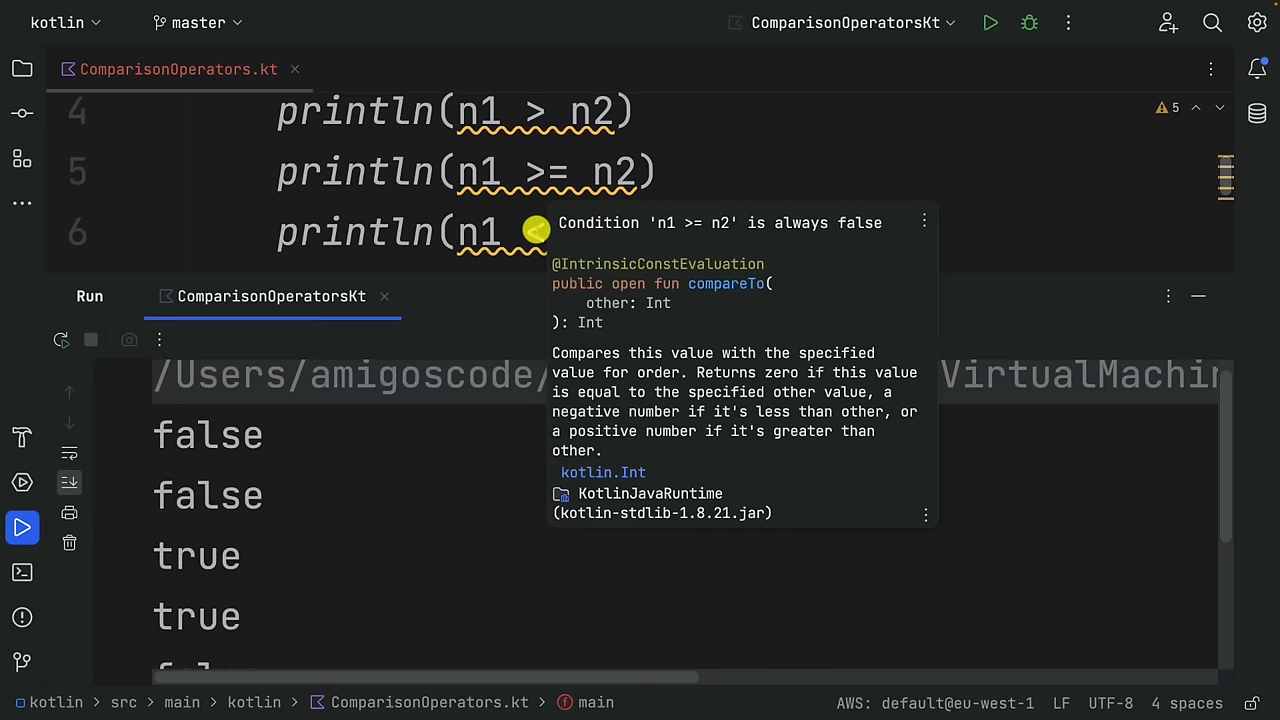 kotlin master ComparisonOperatorsKt
ComparisonOperators.kt
4 println(n1 > n2)
5
5 println(n1 >= n2)
6 println(n1 <
Condition 'n1 >= n2' is always false
@IntrinsicConstEvaluation
public open fun compareTo(
other: Int
): Int
Compares this value with the specified
value for order. Returns zero if this value
is equal to the specified other value, a
negative number if it's less than other, or
a positive number if it's greater than
other.
kotlin.Int
KotlinJavaRuntime
(kotlin-stdlib-1.8.21.jar)
Run ComparisonOperatorsKt
/Users/amigoscode/ VirtualMachin
false
false
true
true
kotlin > src > main > kotlin > ComparisonOperators.kt > main AWS: default@eu-west-1 LF UTF-8 4 spaces